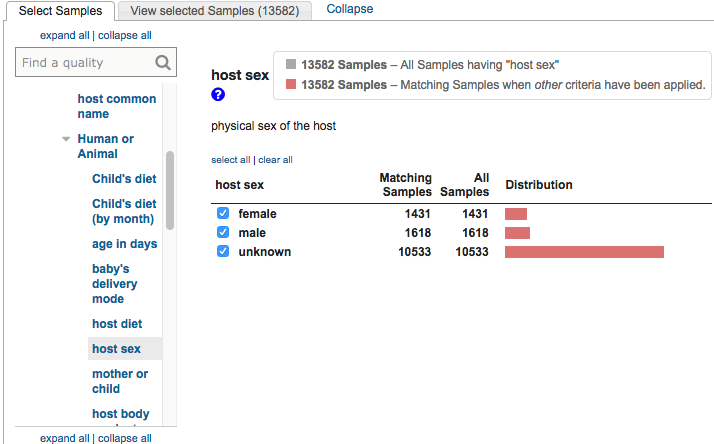 Select Samples
View selected Samples (13582)
Collapse
expand all | collapse all
Find a quality
host common
name
Human or
Animal
Child's diet
Child's diet
(by month)
age in days
baby's
delivery
mode
host diet
host sex
mother or
child
host body
expand all | collapse all
host sex
?
13582 Samples – All Samples having "host sex"
13582 Samples – Matching Samples when other criteria have been applied.
physical sex of the host
select all | clear all
host sex Matching Samples All Samples Distribution
female 1431 1431
male 1618 1618
unknown 10533 10533